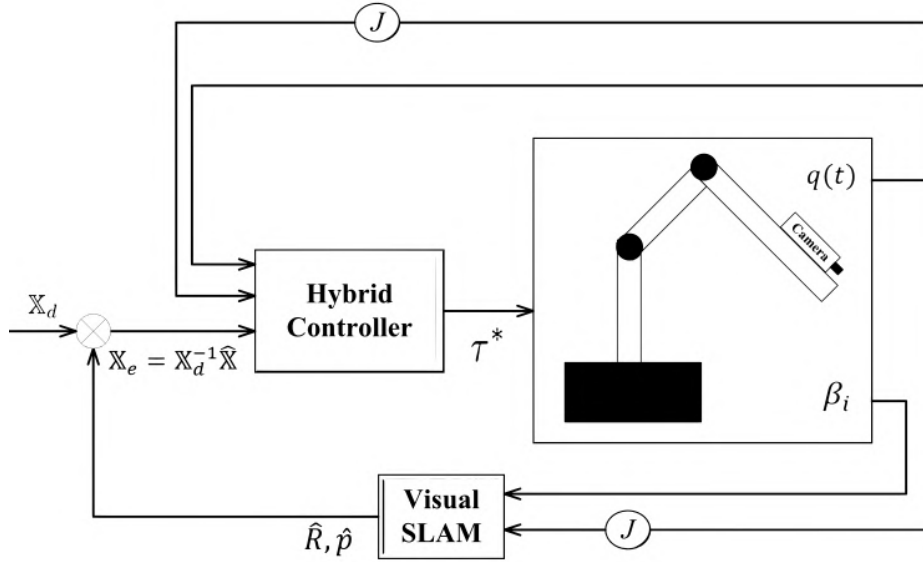 J
q(t)
Camera
Hybrid
Controller
𝕏_d
𝕏_e = 𝕏_d^{-1}𝕏̂
τ^*
β_i
Visual
SLAM
R̂, p̂
J